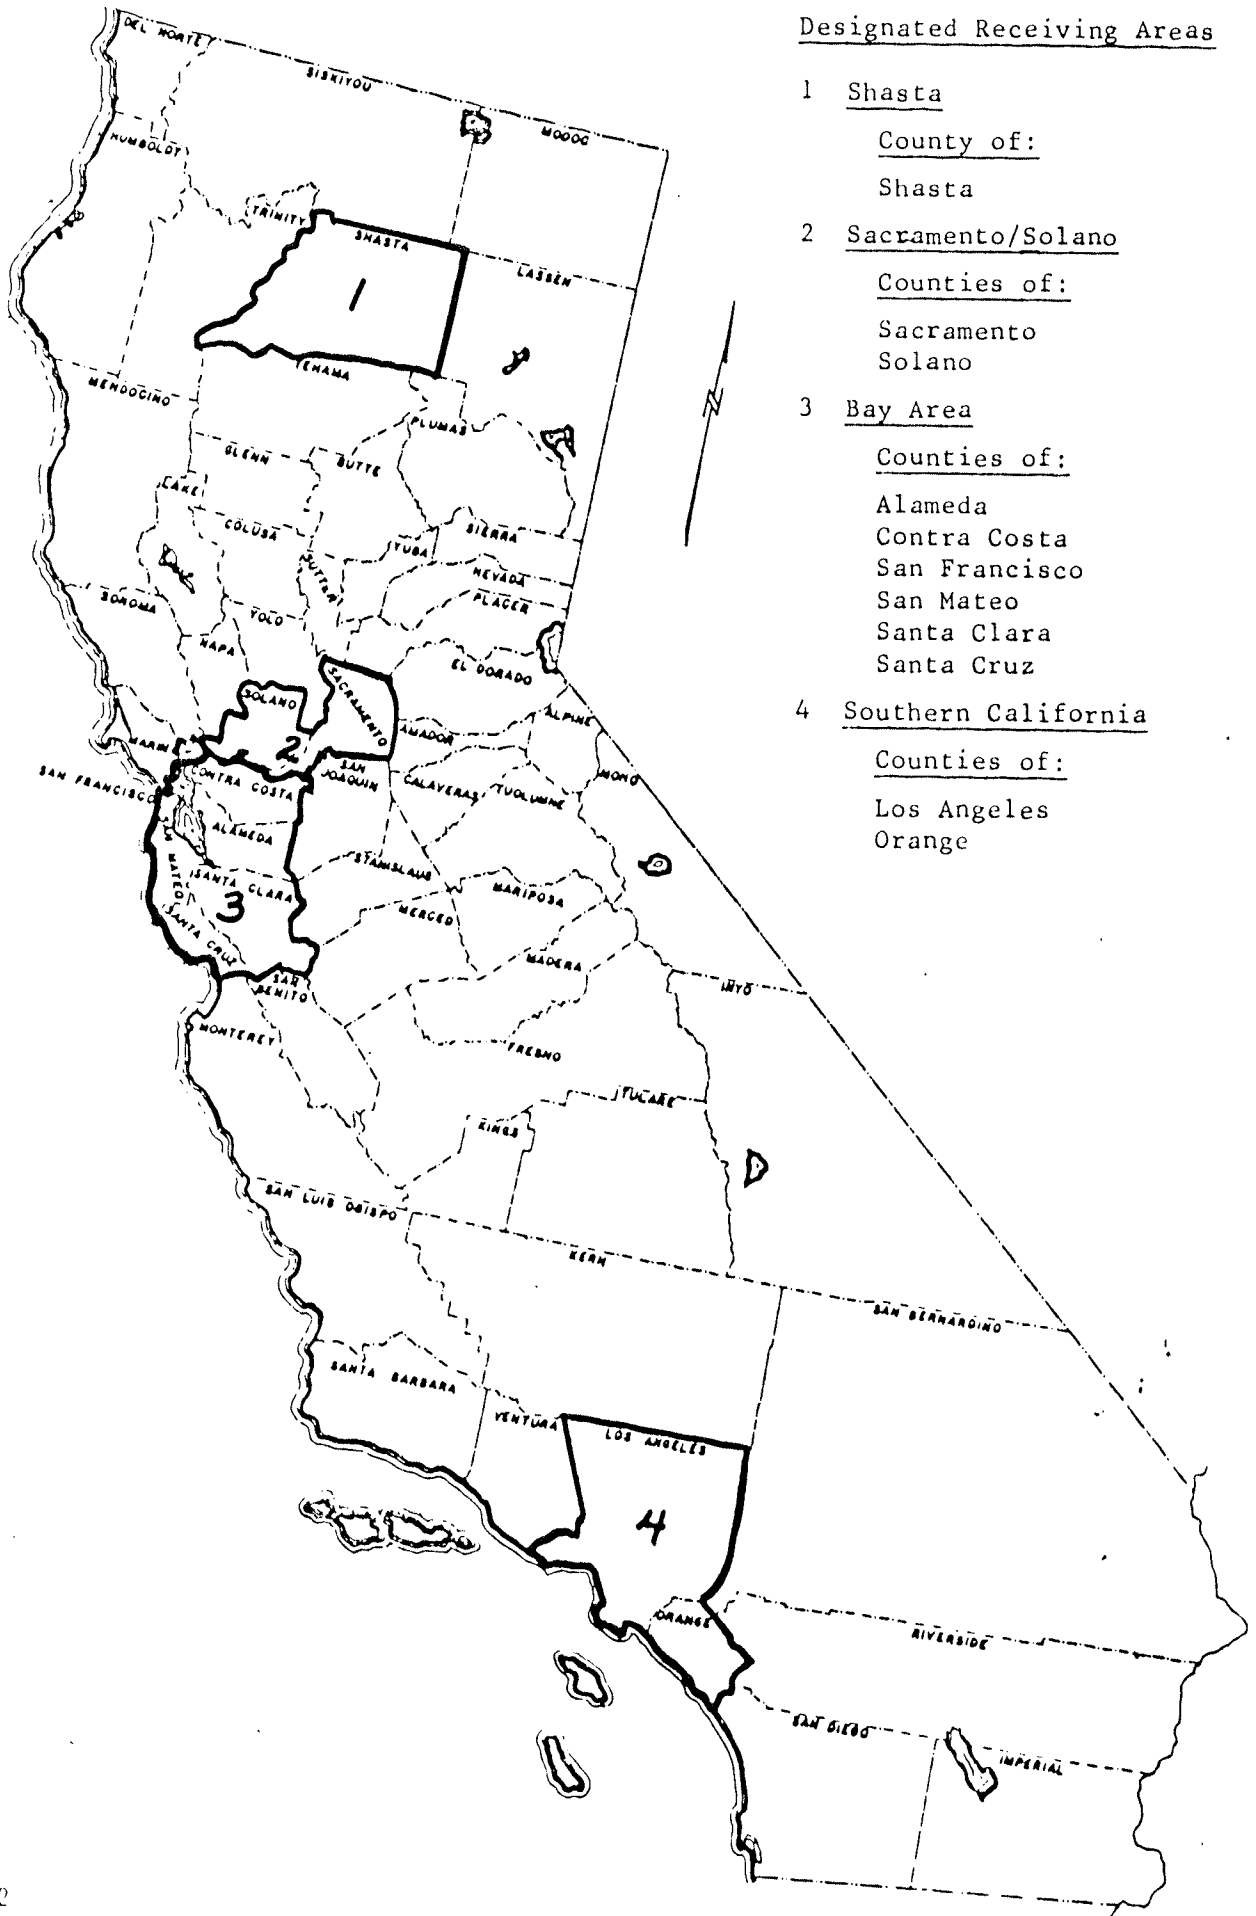 Designated Receiving Areas
1 Shasta
County of:
Shasta
2 Sacramento/Solano
Counties of:
Sacramento
Solano
3 Bay Area
Counties of:
Alameda
Contra Costa
San Francisco
San Mateo
Santa Clara
Santa Cruz
4 Southern California
Counties of:
Los Angeles
Orange
DEL NORTE
SISKIYOU
MODOC
HUMBOLDT
TRINITY
SHASTA
LASSEN
1
TEHAMA
MENDOCINO
PLUMAS
GLENN
BUTTE
LAKE
COLUSA
SIERRA
YUBA
SUTTER
NEVADA
PLACER
SONOMA
YOLO
NAPA
EL DORADO
SACRAMENTO
SOLANO
ALPINE
AMADOR
MARIN
2
SAN JOAQUIN
MONO
SAN FRANCISCO
CONTRA COSTA
CALAVERAS
TUOLUMNE
ALAMEDA
SAN MATEO
STANISLAUS
SANTA CLARA
MARIPOSA
3
MERCED
SANTA CRUZ
MADERA
SAN BENITO
INYO
MONTEREY
FRESNO
TULARE
KINGS
SAN LUIS OBISPO
KERN
SAN BERNARDINO
SANTA BARBARA
VENTURA
LOS ANGELES
4
ORANGE
RIVERSIDE
SAN DIEGO
IMPERIAL